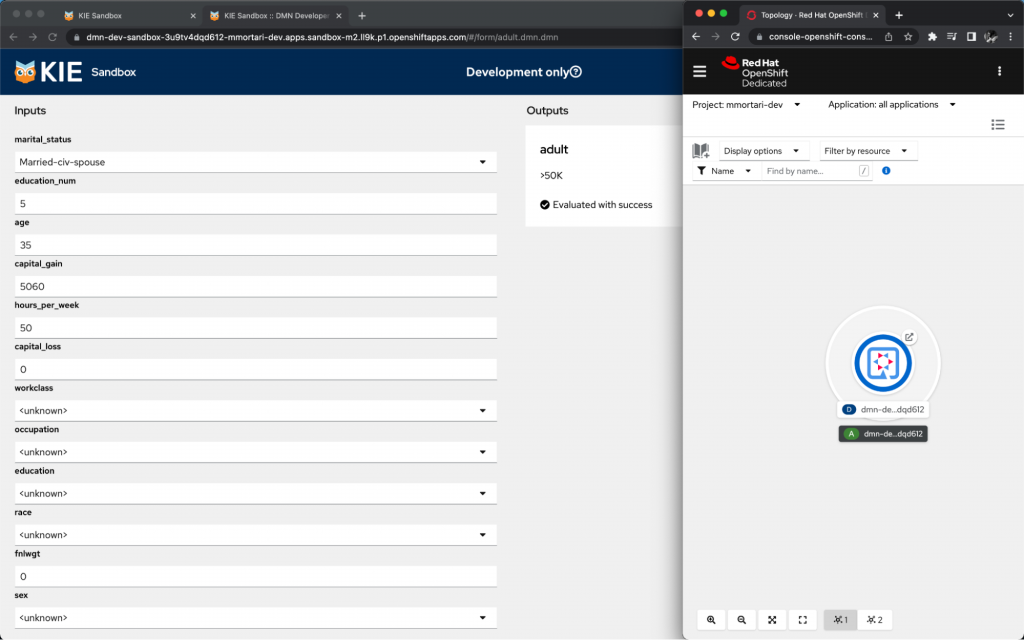 KIE Sandbox
KIE Sandbox :: DMN Develope
dmn-dev-sandbox-3u9tv4dqd612-mmortari-dev.apps.sandbox-m2.ll9k.p1.openshiftapps.com/#/form/adult.dmn.dmn
KIE Sandbox
Development only
Inputs
marital_status
Married-civ-spouse
education_num
5
age
35
capital_gain
5060
hours_per_week
50
capital_loss
0
workclass
<unknown>
occupation
<unknown>
education
<unknown>
race
<unknown>
fnlwgt
0
sex
<unknown>
Outputs
adult
>50K
Evaluated with success
Topology · Red Hat OpenShift
console-openshift-cons...
Red Hat
OpenShift
Dedicated
Project: mmortari-dev
Application: all applications
Display options
Filter by resource
Name
Find by name...
/
D dmn-de...dqd612
A dmn-de...dqd612
1
2